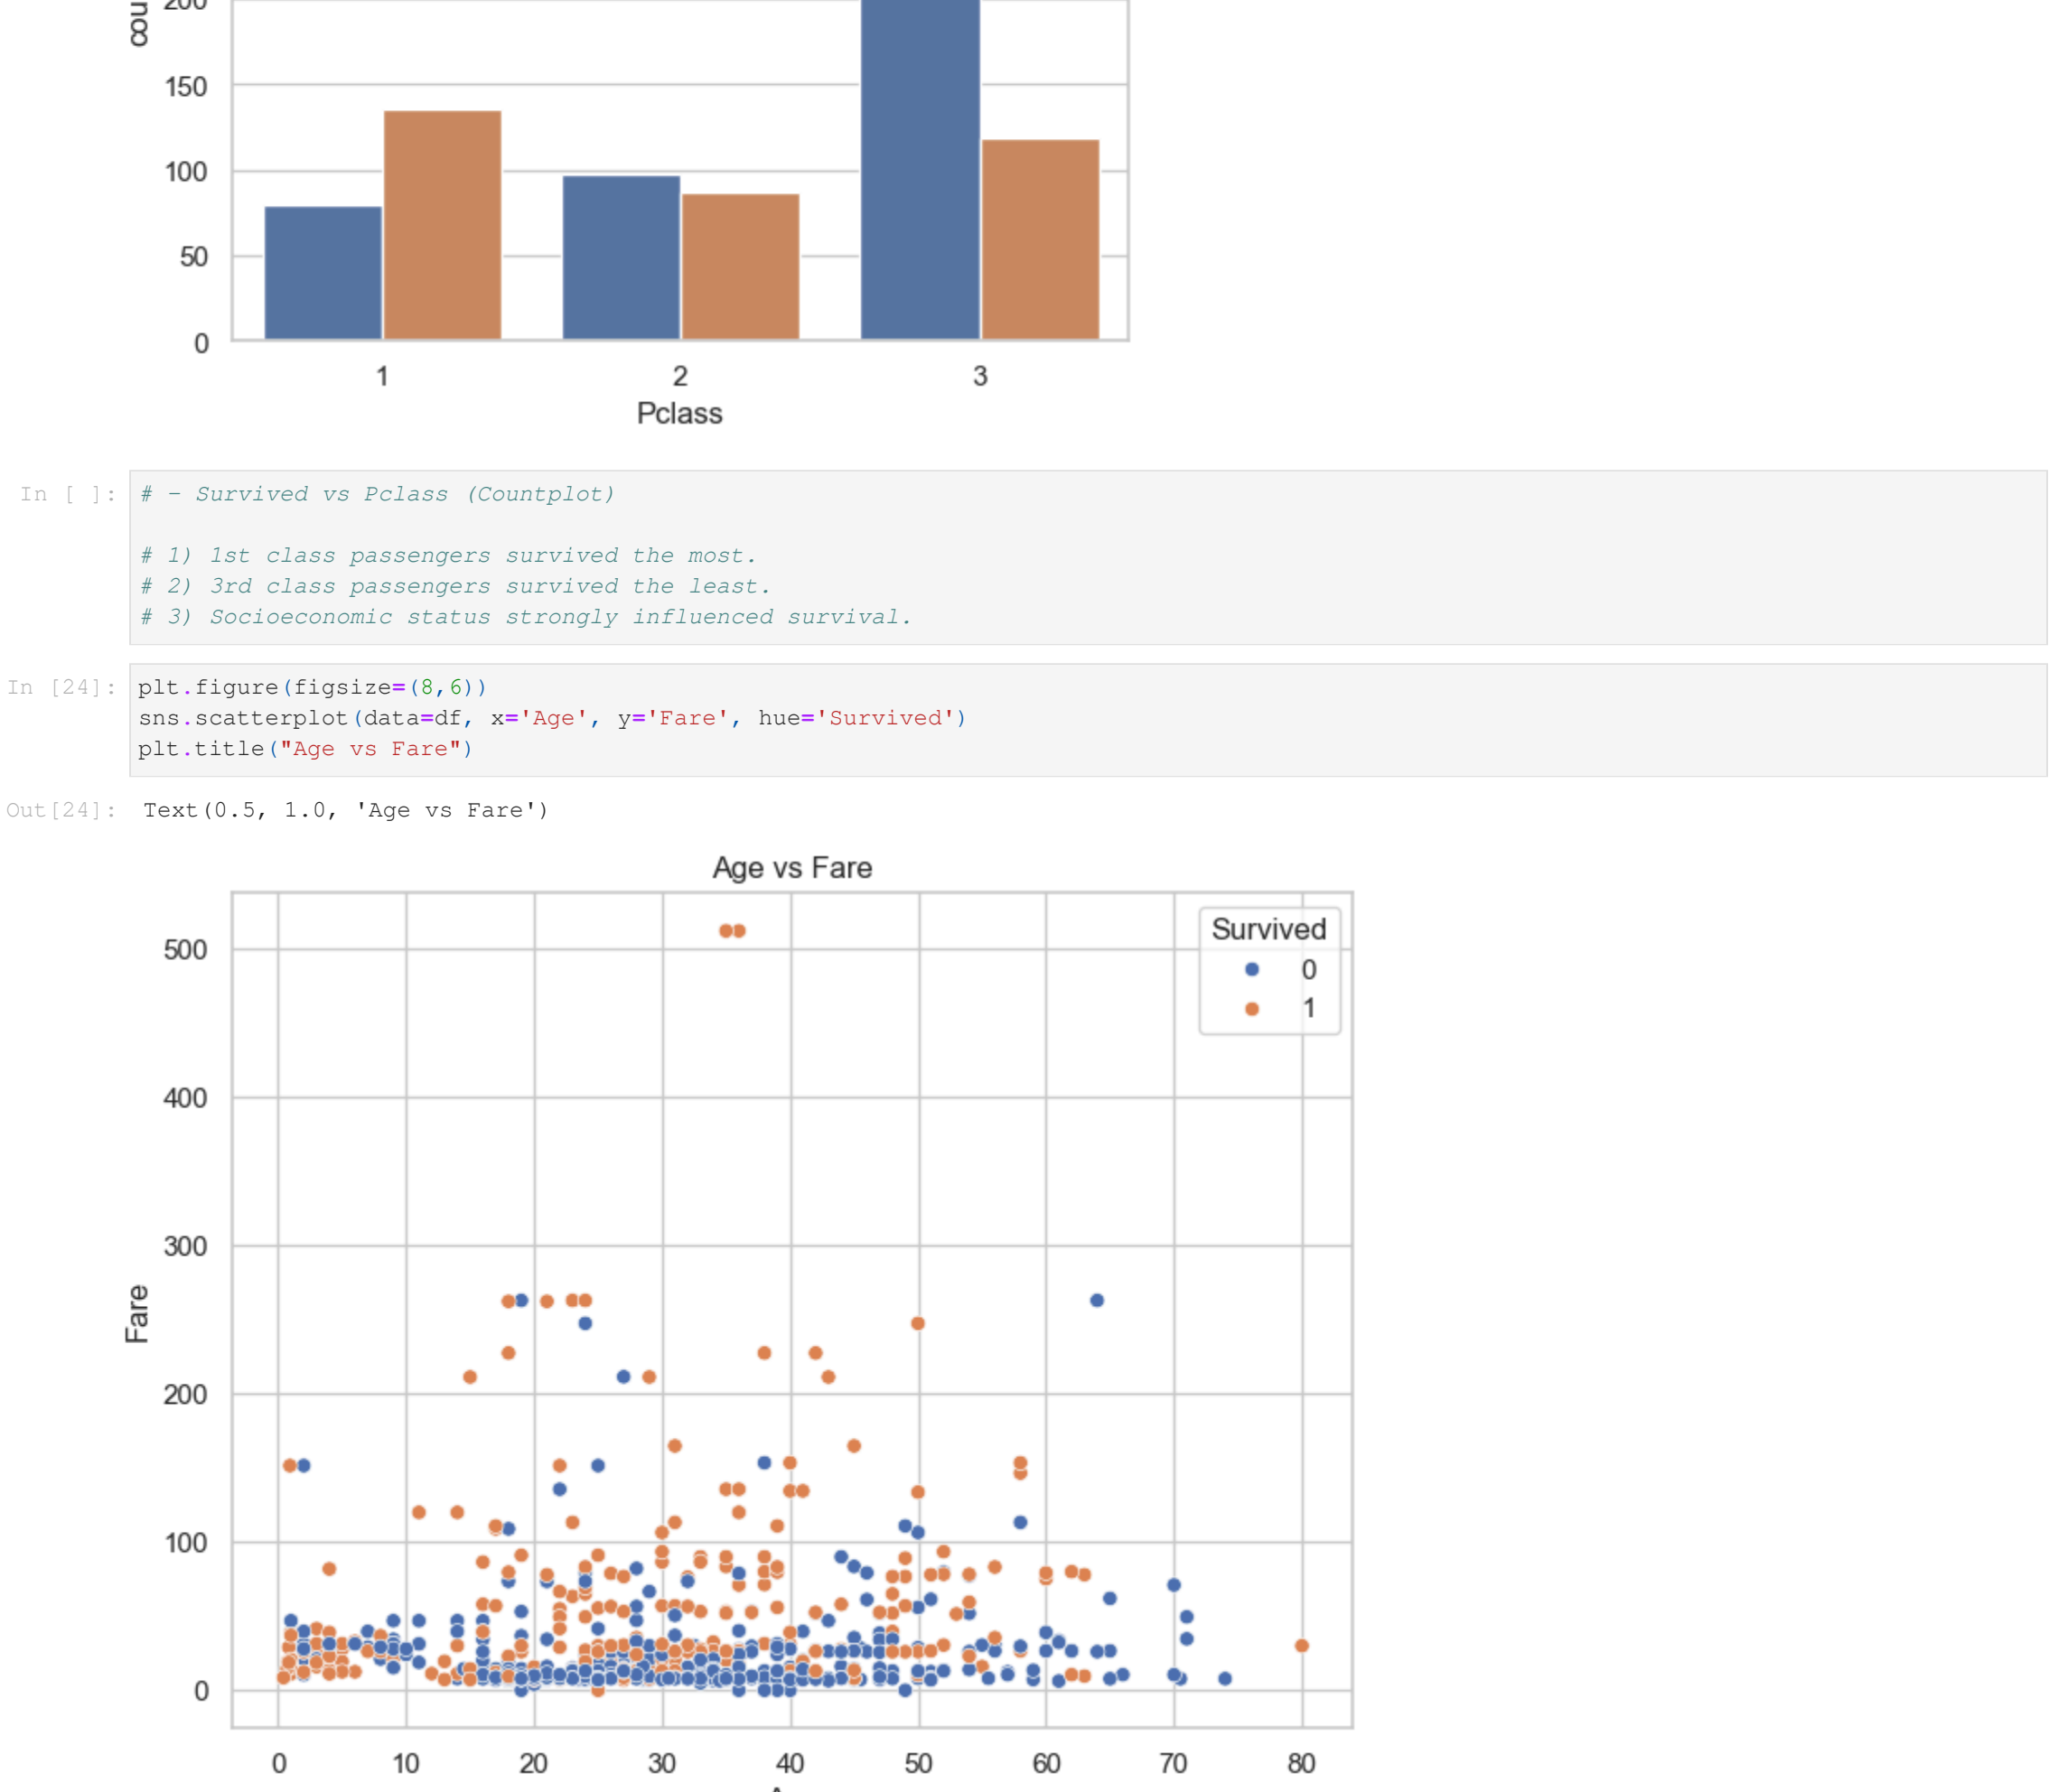 cou
200
150
100
50
0
1 2 3
Pclass
In [ ]: # - Survived vs Pclass (Countplot)
# 1) 1st class passengers survived the most.
# 2) 3rd class passengers survived the least.
# 3) Socioeconomic status strongly influenced survival.
In [24]: plt.figure(figsize=(8,6))
sns.scatterplot(data=df, x='Age', y='Fare', hue='Survived')
plt.title("Age vs Fare")
Out[24]: Text(0.5, 1.0, 'Age vs Fare')
Age vs Fare
Survived
0
1
500
400
300
Fare
200
100
0
0 10 20 30 40 50 60 70 80